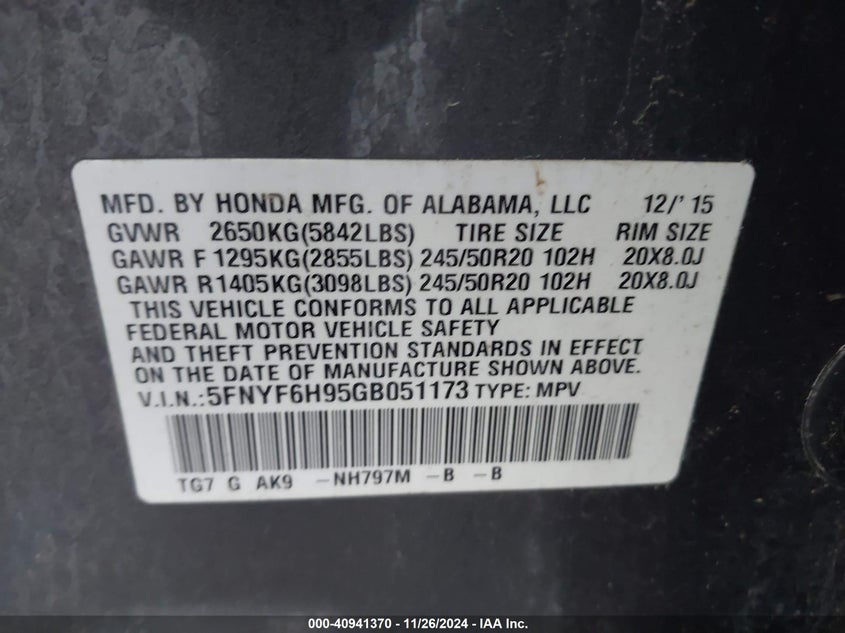 MFD. BY HONDA MFG. OF ALABAMA, LLC 12/' 15
GVWR 2650KG(5842LBS) TIRE SIZE RIM SIZE
GAWR F 1295KG(2855LBS) 245/50R20 102H 20X8.0J
GAWR R1405KG(3098LBS) 245/50R20 102H 20X8.0J
THIS VEHICLE CONFORMS TO ALL APPLICABLE
FEDERAL MOTOR VEHICLE SAFETY
AND THEFT PREVENTION STANDARDS IN EFFECT
ON THE DATE OF MANUFACTURE SHOWN ABOVE.
V.I.N.:5FNYF6H95GB051173 TYPE: MPV
TG7 G AK9 -NH797M -B -B
000-40941370 - 11/26/2024 - IAA Inc.